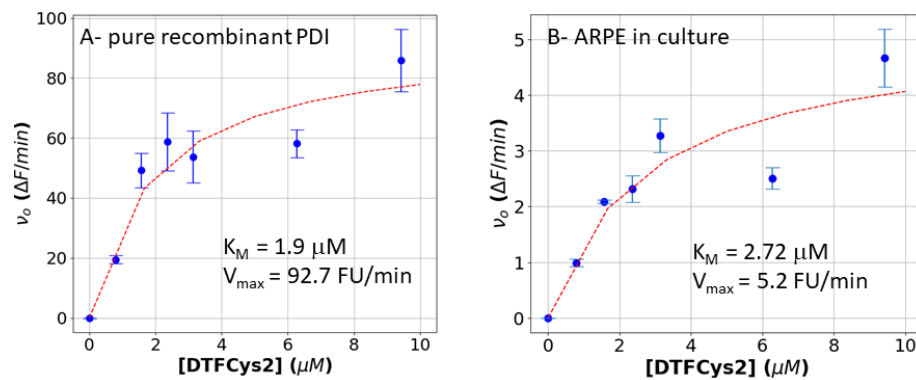 A- pure recombinant PDI
100
80
60
40
20
0
νo (ΔF/min)
KM = 1.9 μM
Vmax = 92.7 FU/min
0 2 4 6 8 10
[DTFCys2] (μM)
B- ARPE in culture
5
4
3
2
1
0
νo (ΔF/min)
KM = 2.72 μM
Vmax = 5.2 FU/min
0 2 4 6 8 10
[DTFCys2] (μM)